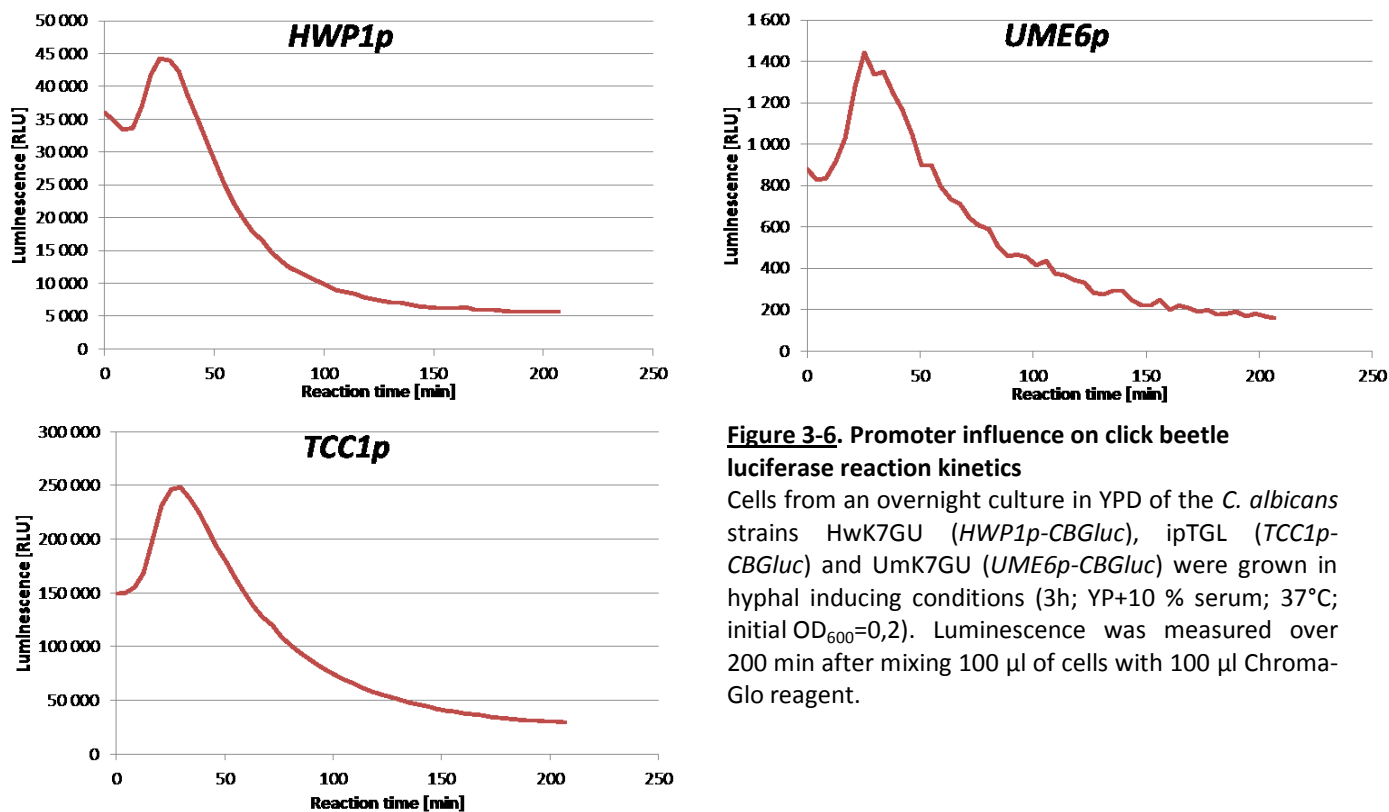 HWP1p
50 000
45 000
40 000
35 000
30 000
25 000
20 000
15 000
10 000
5 000
0
Luminescence [RLU]
0 50 100 150 200 250
Reaction time [min]
UME6p
1 600
1 400
1 200
1 000
800
600
400
200
0
Luminescence [RLU]
0 50 100 150 200 250
Reaction time [min]
TCC1p
300 000
250 000
200 000
150 000
100 000
50 000
0
Luminescence [RLU]
0 50 100 150 200 250
Reaction time [min]
Figure 3-6. Promoter influence on click beetle
luciferase reaction kinetics
Cells from an overnight culture in YPD of the C. albicans
strains HwK7GU (HWP1p-CBGluc), ipTGL (TCC1p-
CBGluc) and UmK7GU (UME6p-CBGluc) were grown in
hyphal inducing conditions (3h; YP+10 % serum; 37°C;
initial OD600=0,2). Luminescence was measured over
200 min after mixing 100 µl of cells with 100 µl Chroma-
Glo reagent.